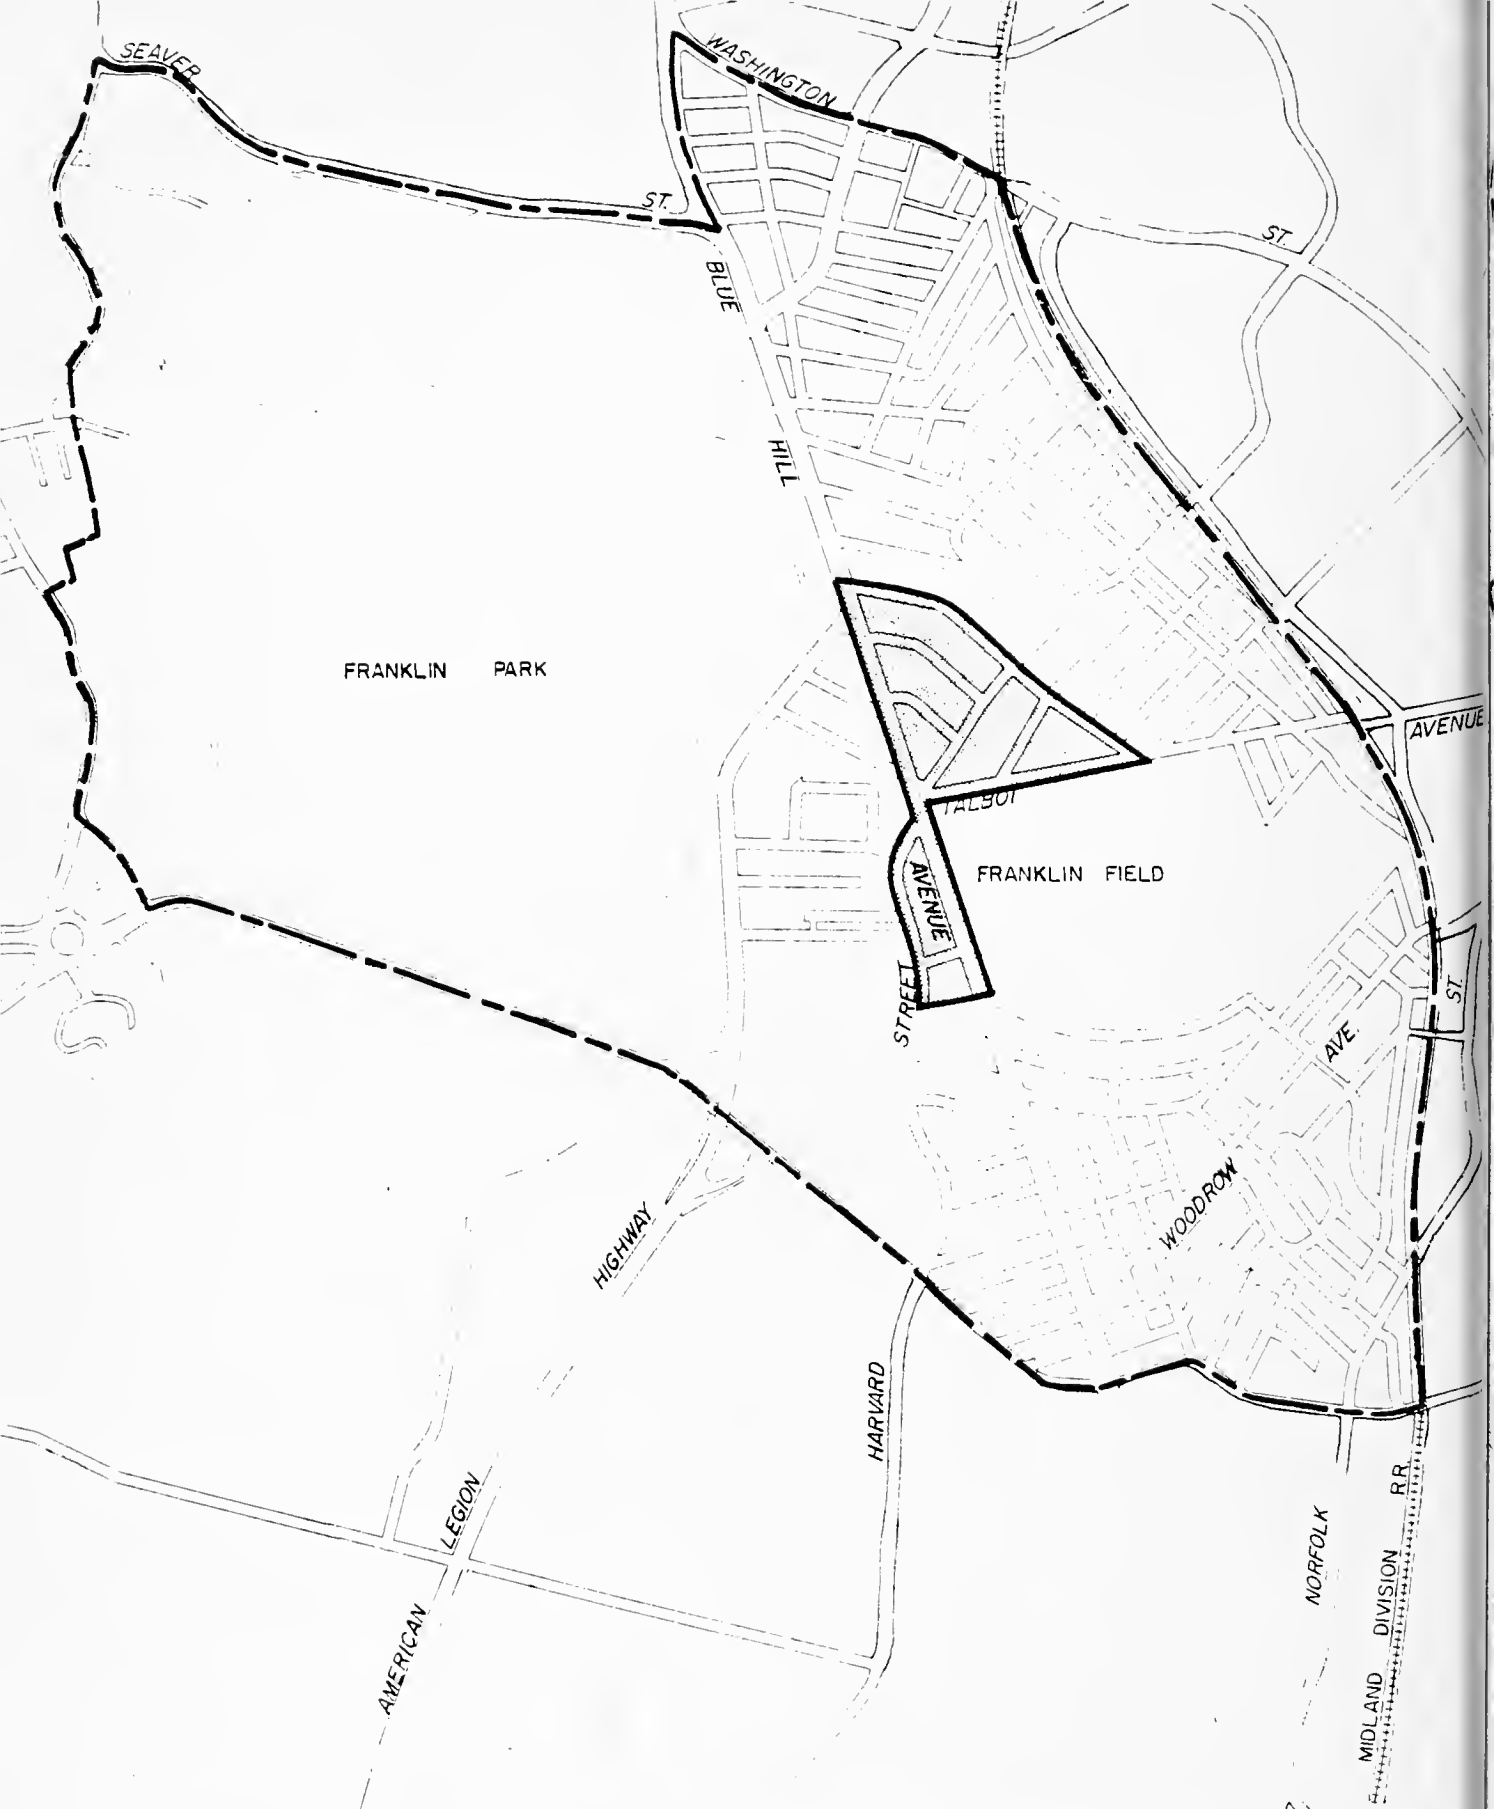 SEAVER
WASHINGTON
ST.
ST.
BLUE
HILL
FRANKLIN PARK
AVENUE
TALBOT
FRANKLIN FIELD
AVENUE
STREET
ST.
AVE.
WOODROW
HIGHWAY
HARVARD
LEGION
AMERICAN
NORFOLK
R.R.
DIVISION
MIDLAND